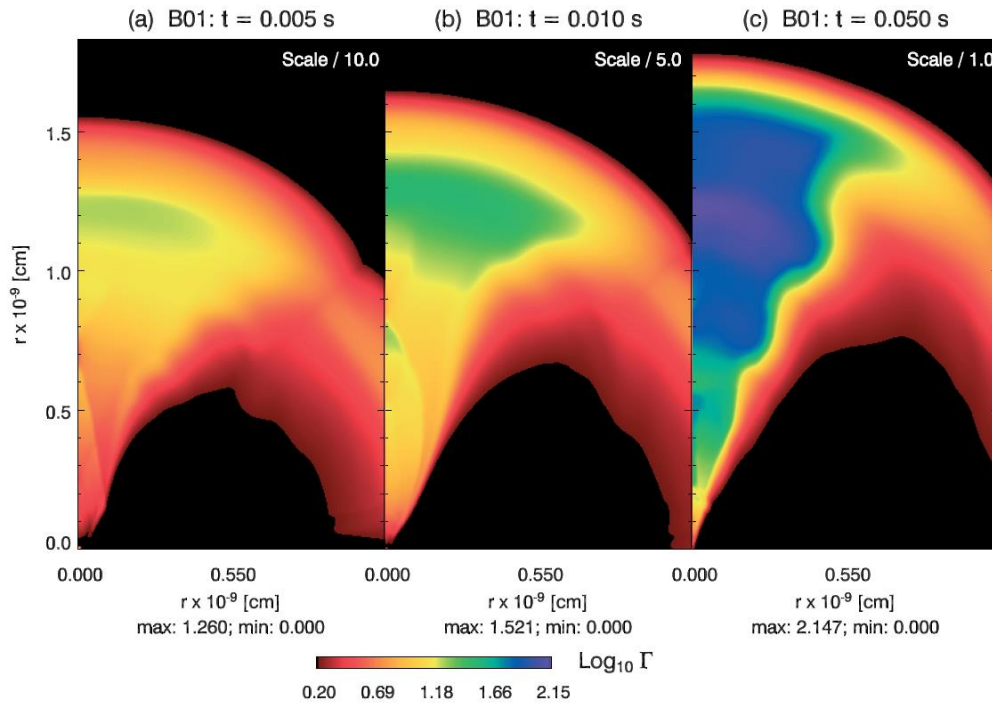 (a) B01: t = 0.005 s (b) B01: t = 0.010 s (c) B01: t = 0.050 s
Scale / 10.0 Scale / 5.0 Scale / 1.0
1.5
1.0
0.5
0.0
r x 10⁻⁹ [cm]
0.000 0.550 0.000 0.550 0.000 0.550
r x 10⁻⁹ [cm] r x 10⁻⁹ [cm] r x 10⁻⁹ [cm]
max: 1.260; min: 0.000 max: 1.521; min: 0.000 max: 2.147; min: 0.000
Log₁₀ Γ
0.20 0.69 1.18 1.66 2.15